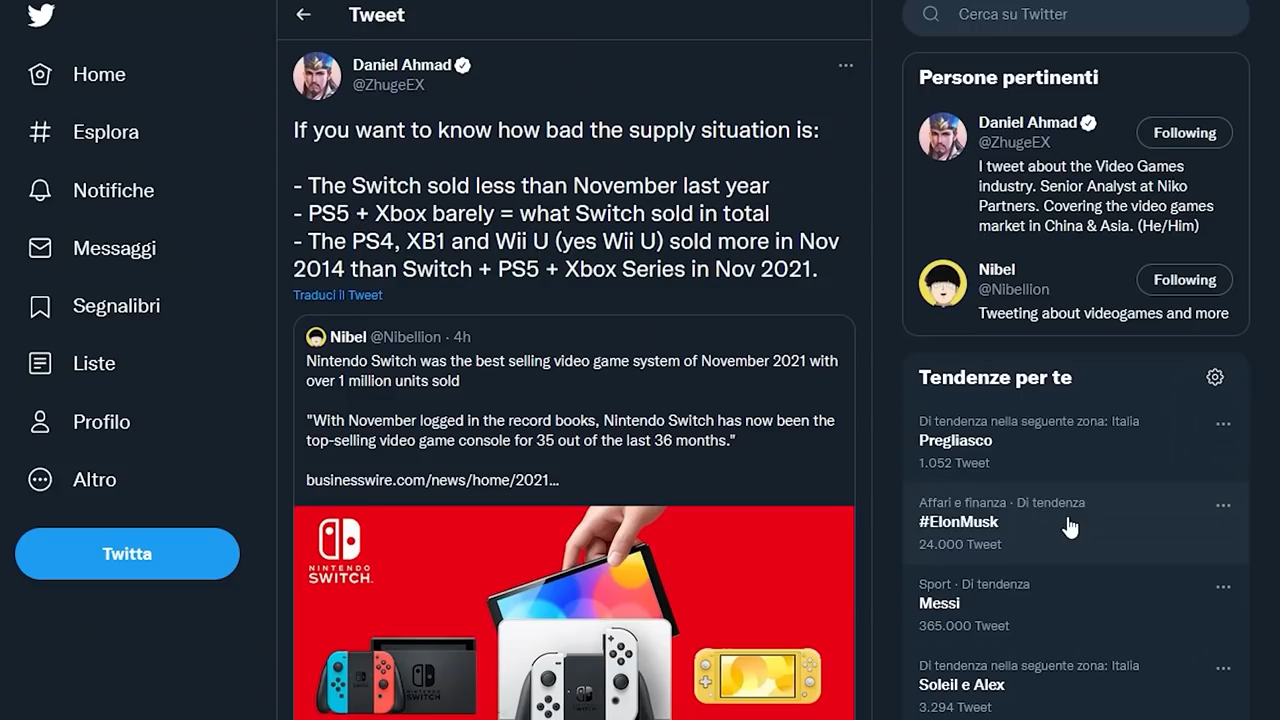 Home
Esplora
Notifiche
Messaggi
Segnalibri
Liste
Profilo
Altro
Twitta
Tweet
Daniel Ahmad
@ZhugeEX
If you want to know how bad the supply situation is:
- The Switch sold less than November last year
- PS5 + Xbox barely = what Switch sold in total
- The PS4, XB1 and Wii U (yes Wii U) sold more in Nov
2014 than Switch + PS5 + Xbox Series in Nov 2021.
Traduci il Tweet
Nibel @Nibellion · 4h
Nintendo Switch was the best selling video game system of November 2021 with
over 1 million units sold
"With November logged in the record books, Nintendo Switch has now been the
top-selling video game console for 35 out of the last 36 months."
businesswire.com/news/home/2021...
NINTENDO
SWITCH
Cerca su Twitter
Persone pertinenti
Daniel Ahmad
@ZhugeEX
Following
I tweet about the Video Games
industry. Senior Analyst at Niko
Partners. Covering the video games
market in China & Asia. (He/Him)
Nibel
@Nibellion
Following
Tweeting about videogames and more
Tendenze per te
Di tendenza nella seguente zona: Italia
Pregliasco
1.052 Tweet
Affari e finanza · Di tendenza
#ElonMusk
24.000 Tweet
Sport · Di tendenza
Messi
365.000 Tweet
Di tendenza nella seguente zona: Italia
Soleil e Alex
3.294 Tweet